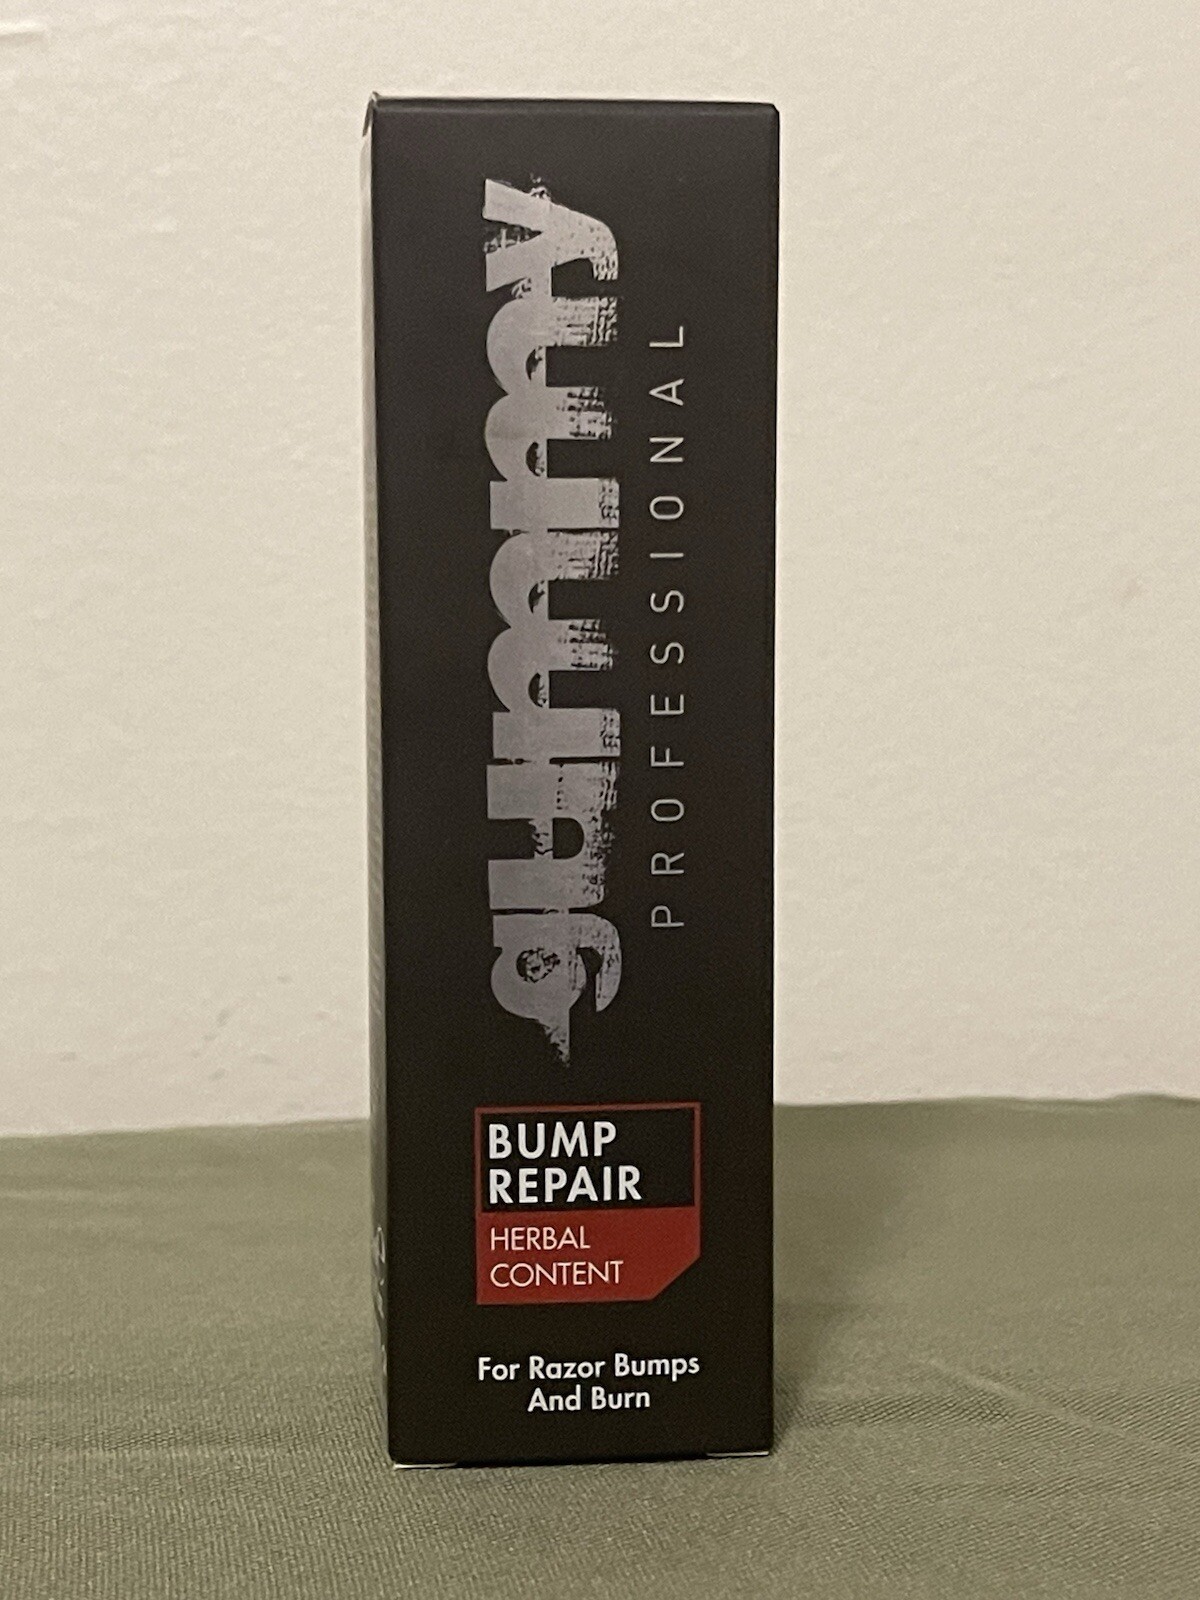 gummy
PROFESSIONAL
BUMP
REPAIR
HERBAL
CONTENT
For Razor Bumps
And Burn